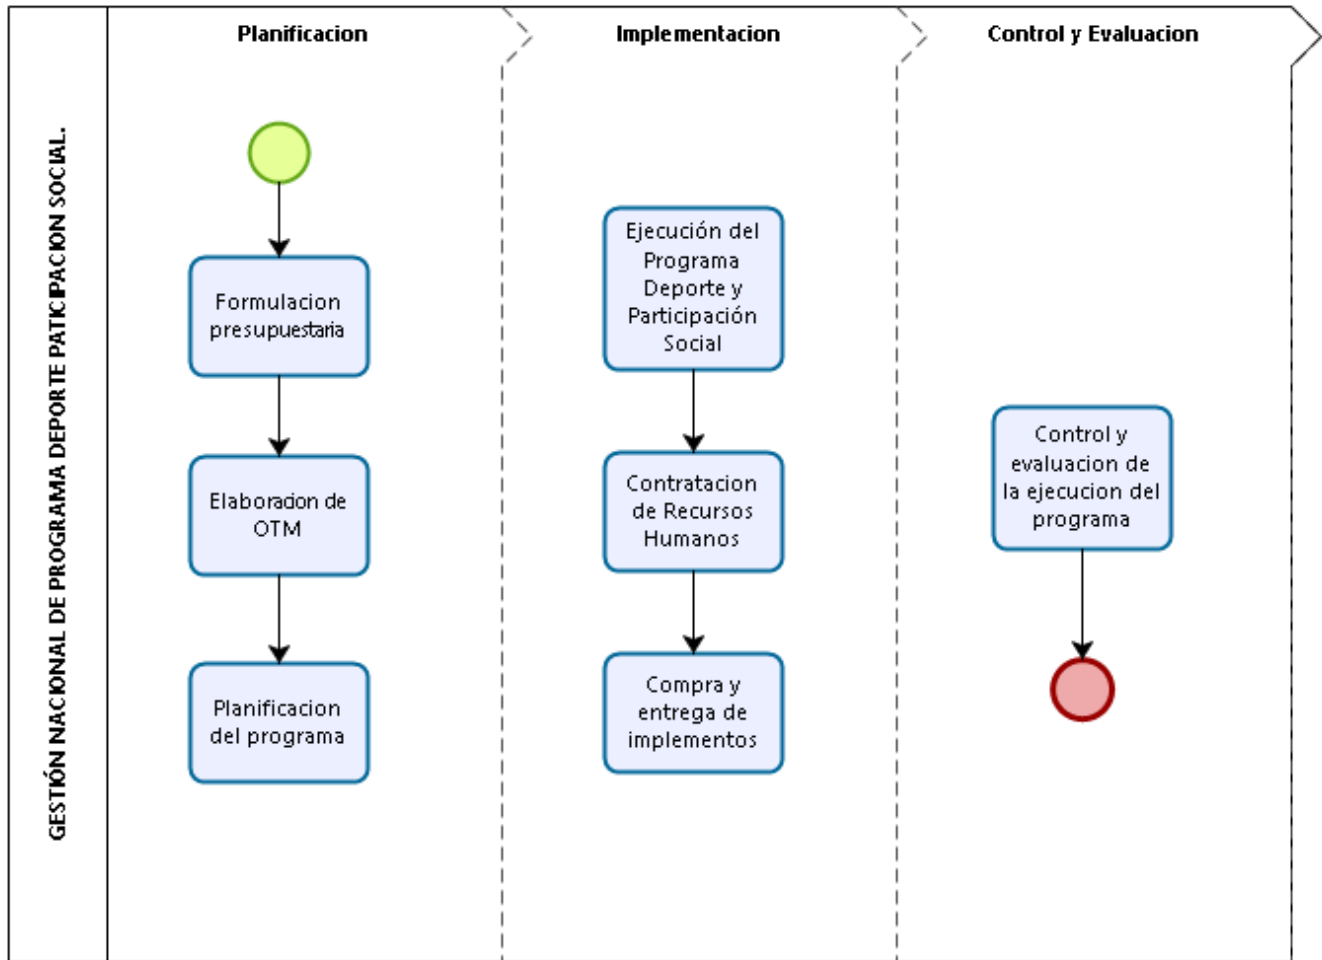 GESTIÓN NACIONAL DE PROGRAMA DEPORTE PATICIPACION SOCIAL.
Planificacion
Formulacion
presupuestaria
Elaboracion de
OTM
Planificacion
del programa
Implementacion
Ejecución del
Programa
Deporte y
Participación
Social
Contratacion
de Recursos
Humanos
Compra y
entrega de
implementos
Control y Evaluacion
Control y
evaluacion de
la ejecucion del
programa